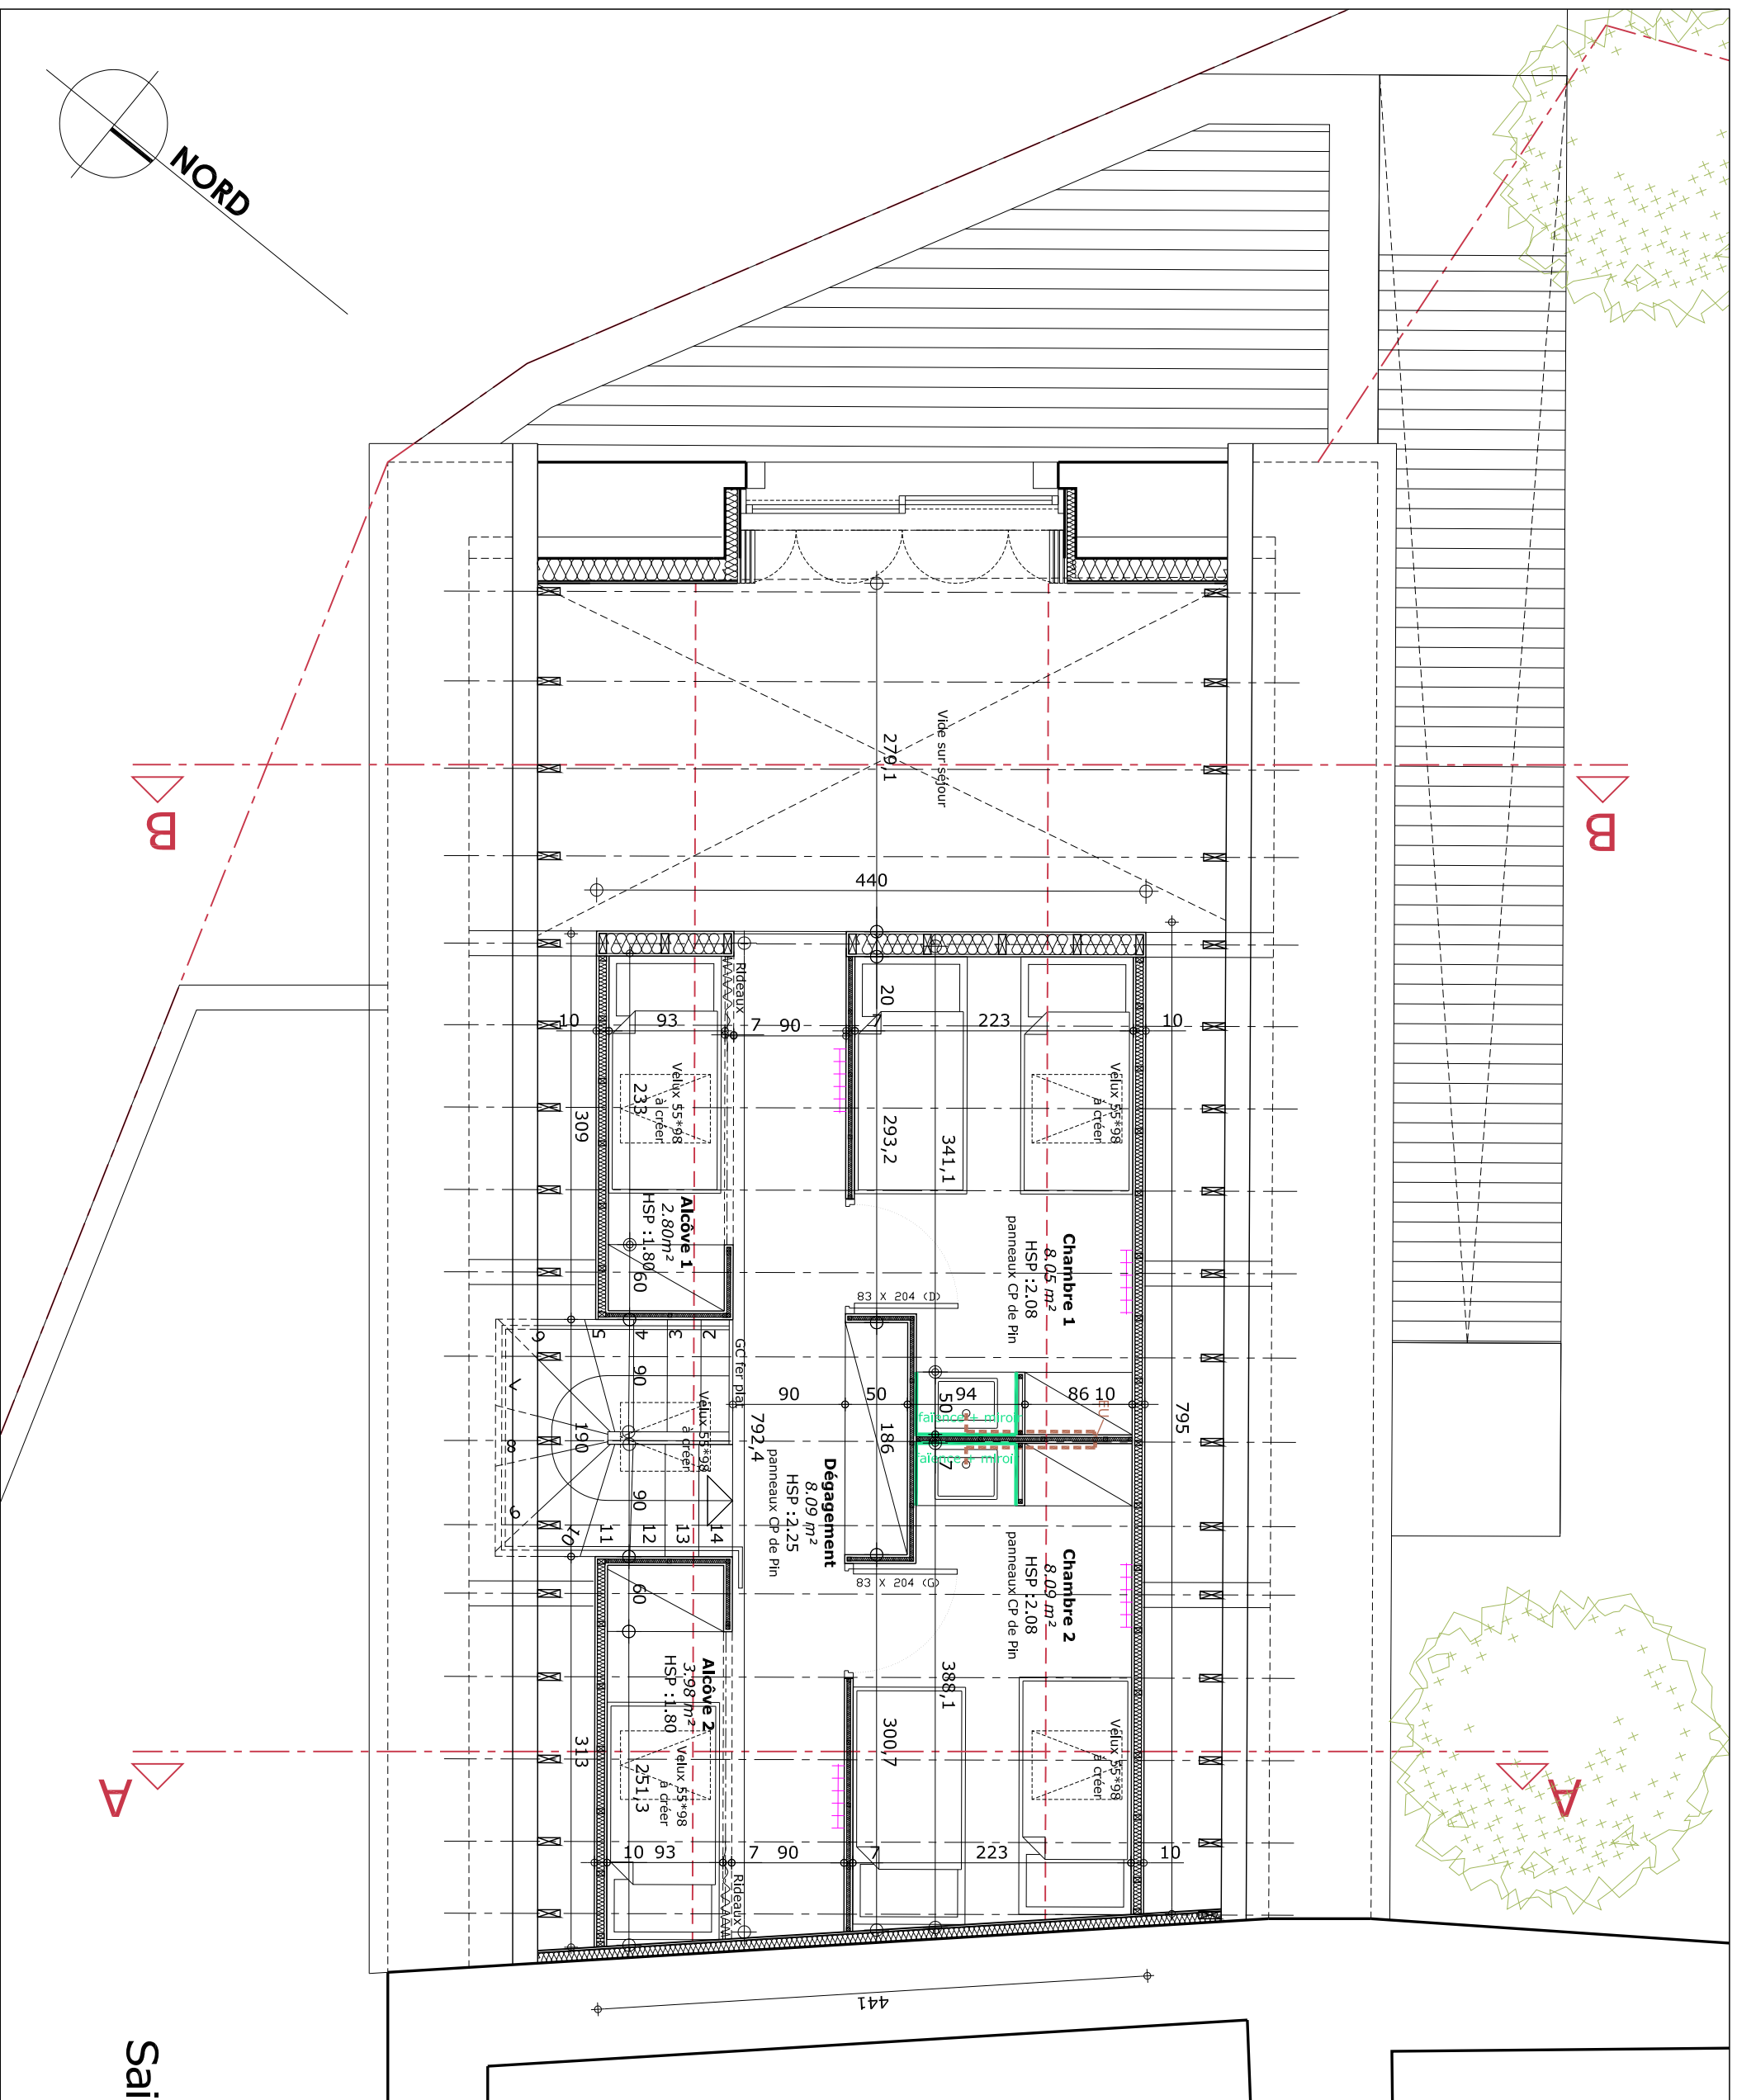 NORD
B
B
Vide sur séjour
279,1
440
Rideaux
10
93
7
90
20
7
223
10
Velux 55*98
à créer
233
309
293,2
341,1
Velux 55*98
à créer
Alcôve 1
2.80m²
HSP :1.80
60
Chambre 1
8.05 m²
HSP :2.08
panneaux CP de Pin
83 X 204 (D)
2
3
4
5
6
7
8
9
10
11
12
13
14
GC fer plat
90
190
90
Velux 55*98
à créer
792,4
90
50
186
94
50
7
86
10
795
EU
faïence + miroir
faïence + miroir
Dégagement
8.09 m²
HSP :2.25
panneaux CP de Pin
83 X 204 (G)
Chambre 2
8.09 m²
HSP :2.08
panneaux CP de Pin
60
Alcôve 2
3.98 m²
HSP :1.80
Velux 55*98
à créer
313
251,3
300,7
388,1
Velux 55*98
à créer
A
A
10
93
7
90
7
223
10
Rideaux
441
Sai